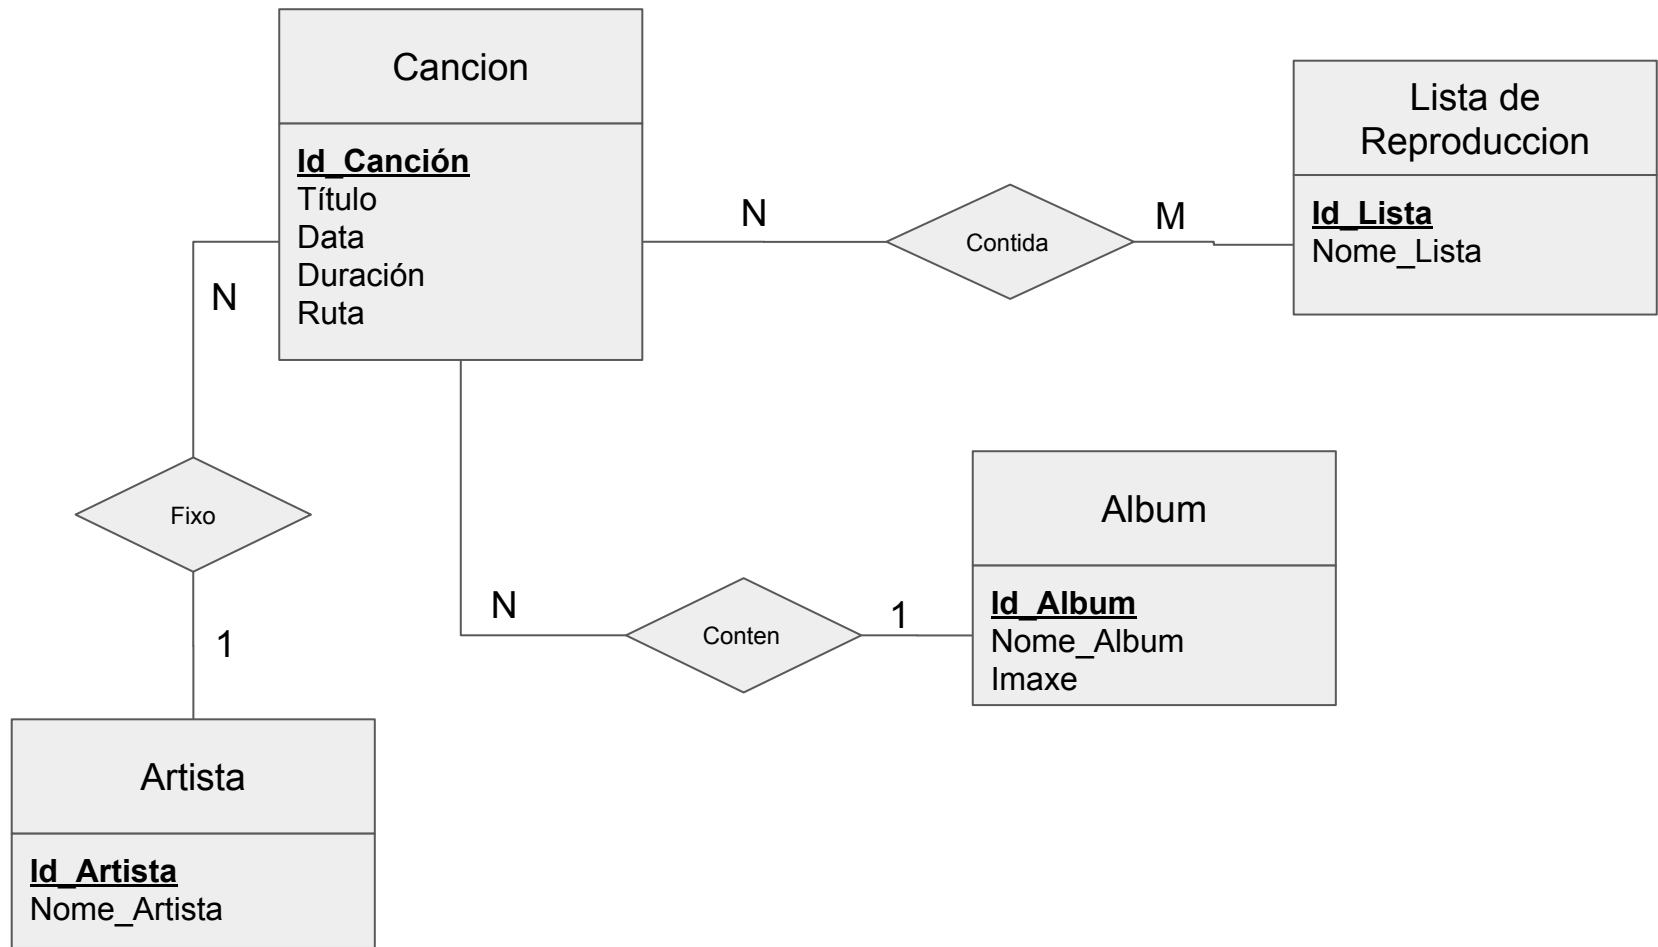 Cancion
Id_Canción
Título
Data
Duración
Ruta
N
Contida
M
Lista de
Reproduccion
Id_Lista
Nome_Lista
N
Fixo
1
N
Conten
1
Album
Id_Album
Nome_Album
Imaxe
Artista
Id_Artista
Nome_Artista